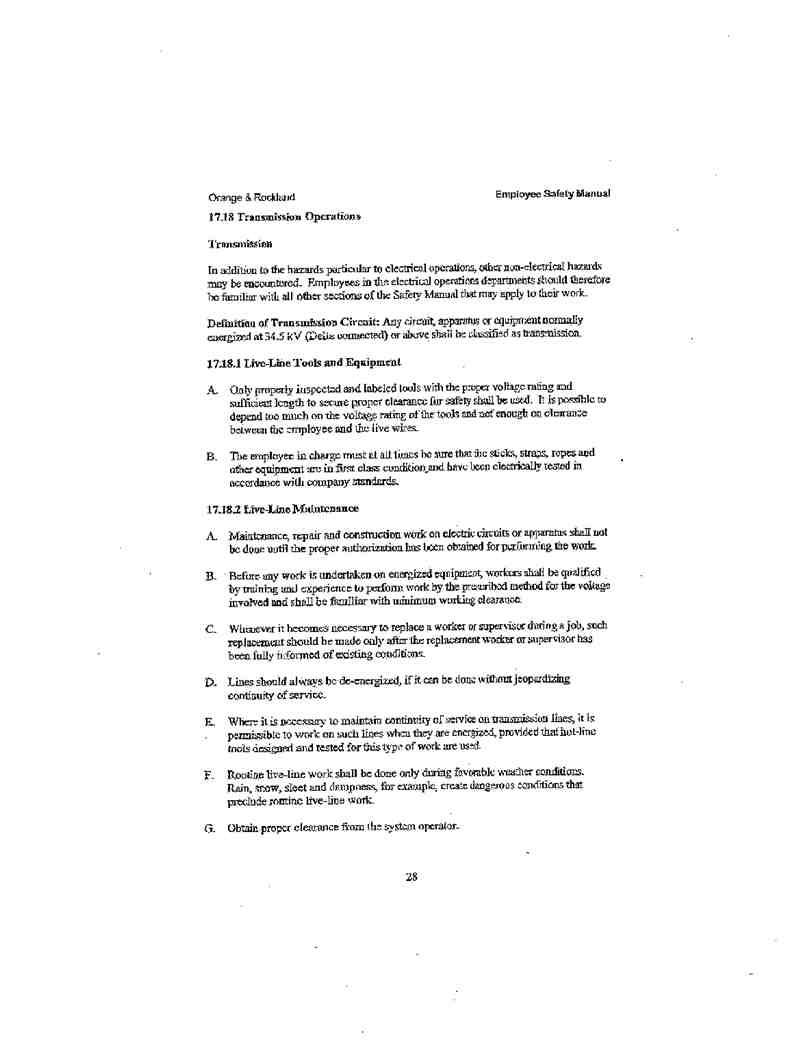 Orange & Rockland
Employee Safety Manual
17.18 Transmission Operations
Transmission
In addition to the hazards particular to electrical operations, other non-electrical hazards
may be encountered. Employees in the electrical operations departments should therefore
be familiar with all other sections of the Safety Manual that may apply to their work.
Definition of Transmission Circuit: Any circuit, apparatus or equipment normally
energized at 34.5 kV (Delta connected) or above shall be classified as transmission.
17.18.1 Live-Line Tools and Equipment
A. Only properly inspected and labeled tools with the proper voltage rating and
sufficient length to secure proper clearance for safety shall be used. It is possible to
depend too much on the voltage rating of the tools and not enough on clearance
between the employee and the live wires.
B. The employee in charge must at all times be sure that the sticks, straps, ropes and
other equipment are in first class condition and have been electrically tested in
accordance with company standards.
17.18.2 Live-Line Maintenance
A. Maintenance, repair and construction work on electric circuits or apparatus shall not
be done until the proper authorization has been obtained for performing the work.
B. Before any work is undertaken on energized equipment, workers shall be qualified
by training and experience to perform work by the prescribed method for the voltage
involved and shall be familiar with minimum working clearance.
C. Whenever it becomes necessary to replace a worker or supervisor during a job, such
replacement should be made only after the replacement worker or supervisor has
been fully informed of existing conditions.
D. Lines should always be de-energized, if it can be done without jeopardizing
continuity of service.
E. Where it is necessary to maintain continuity of service on transmission lines, it is
permissible to work on such lines when they are energized, provided that hot-line
tools designed and tested for this type of work are used.
F. Routine live-line work shall be done only during favorable weather conditions.
Rain, snow, sleet and dampness, for example, create dangerous conditions that
preclude routine live-line work.
G. Obtain proper clearance from the system operator.
28